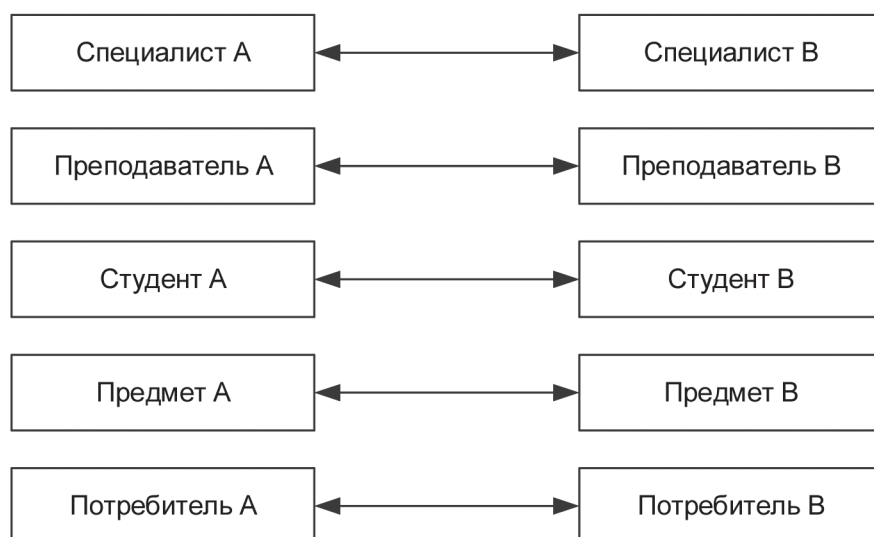 Специалист А
Специалист В
Преподаватель А
Преподаватель В
Студент А
Студент В
Предмет А
Предмет В
Потребитель А
Потребитель В